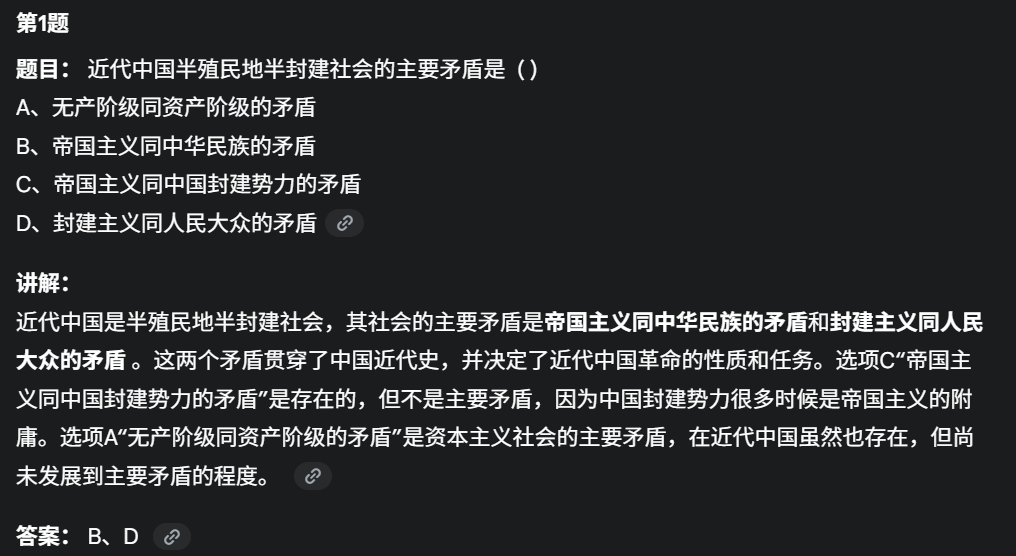 第1题
题目： 近代中国半殖民地半封建社会的主要矛盾是（ ）
A、无产阶级同资产阶级的矛盾
B、帝国主义同中华民族的矛盾
C、帝国主义同中国封建势力的矛盾
D、封建主义同人民大众的矛盾
讲解：
近代中国是半殖民地半封建社会，其社会的主要矛盾是帝国主义同中华民族的矛盾和封建主义同人民
大众的矛盾 。这两个矛盾贯穿了中国近代史，并决定了近代中国革命的性质和任务。选项C“帝国主
义同中国封建势力的矛盾”是存在的，但不是主要矛盾，因为中国封建势力很多时候是帝国主义的附
庸。选项A“无产阶级同资产阶级的矛盾”是资本主义社会的主要矛盾，在近代中国虽然也存在，但尚
未发展到主要矛盾的程度。
答案： B、D